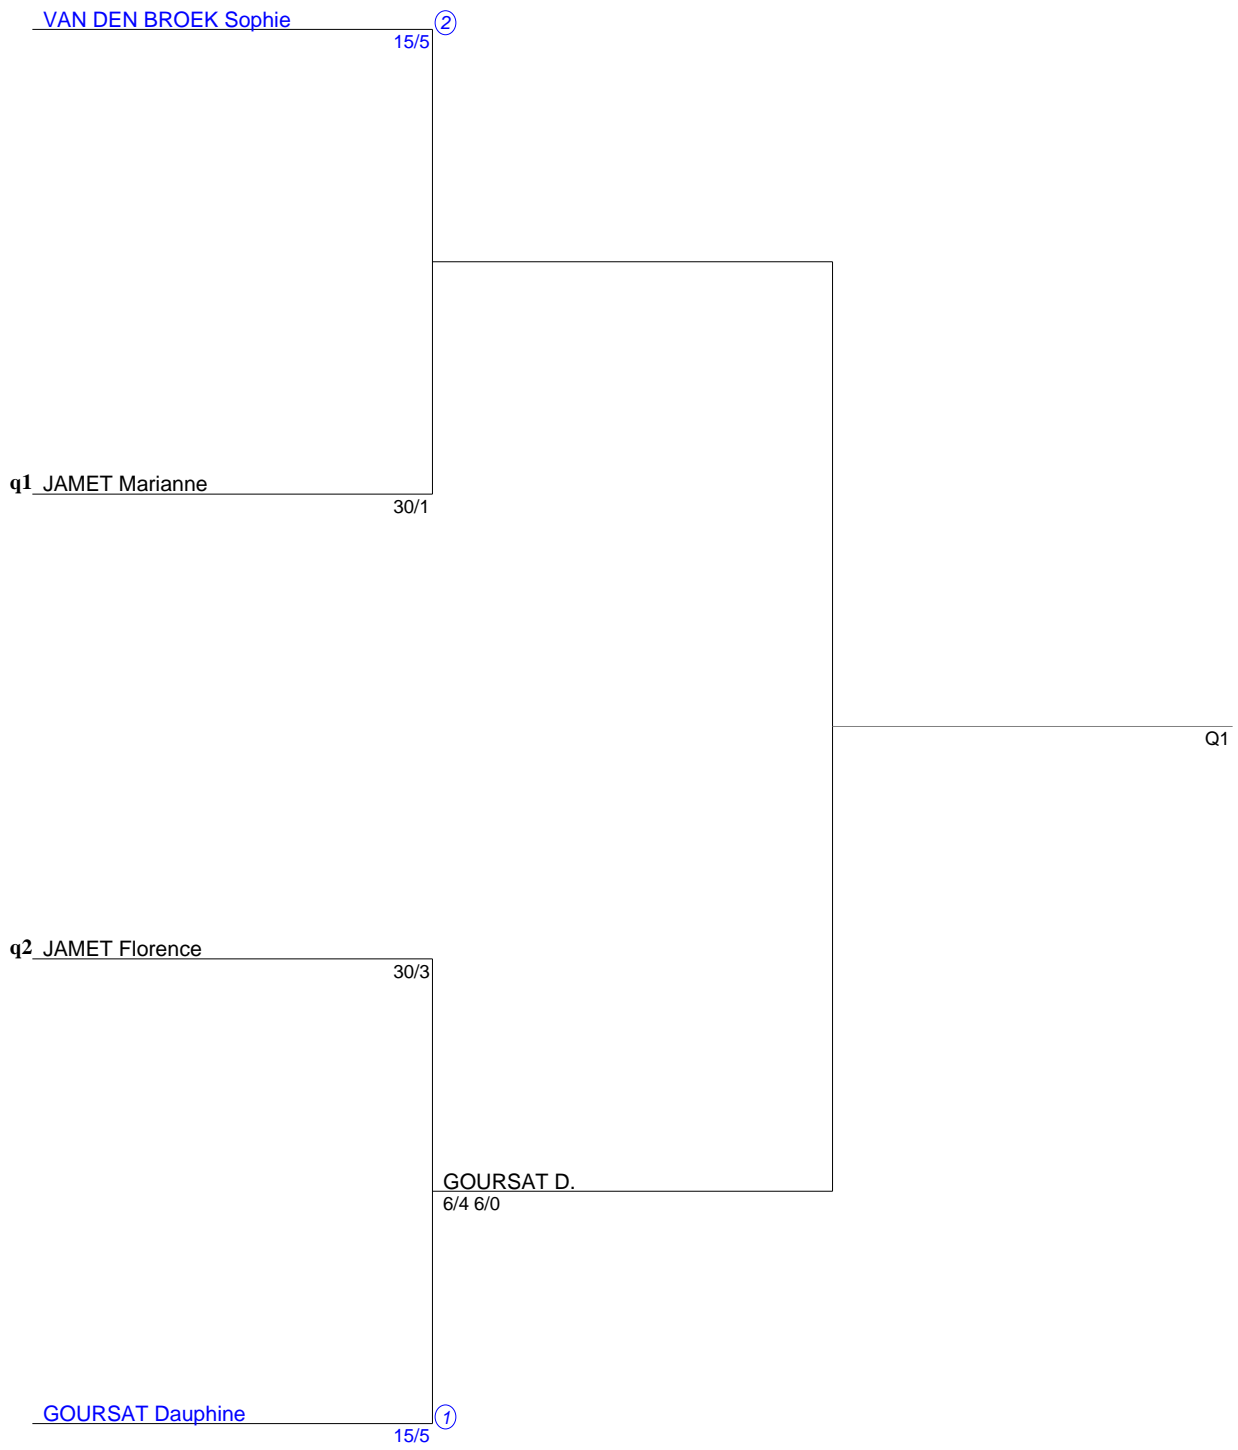 VAN DEN BROEK Sophie 2
15/5
q1 JAMET Marianne
30/1
Q1
q2 JAMET Florence
30/3
GOURSAT D.
6/4 6/0
GOURSAT Dauphine 1
15/5